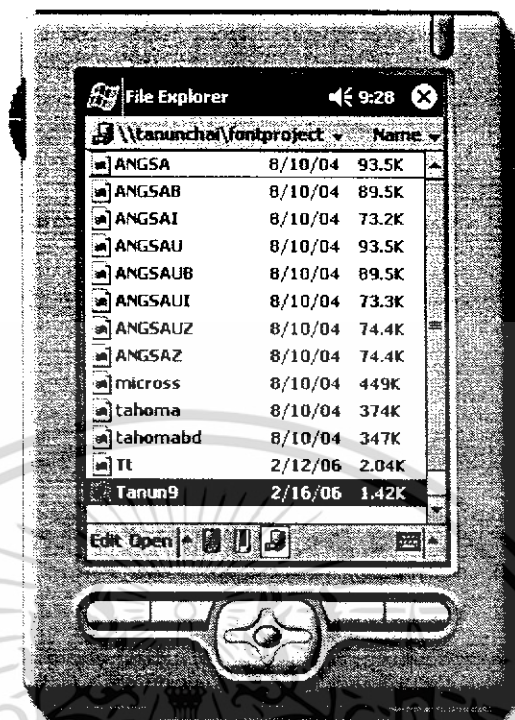 File Explorer 9:28
\\tanunchai\fontproject Name
ANGSA 8/10/04 93.5K
ANGSAB 8/10/04 89.5K
ANGSAI 8/10/04 73.2K
ANGSAU 8/10/04 93.5K
ANGSAUB 8/10/04 89.5K
ANGSAUI 8/10/04 73.3K
ANGSAUZ 8/10/04 74.4K
ANGSAZ 8/10/04 74.4K
micross 8/10/04 449K
tahoma 8/10/04 374K
tahomabd 8/10/04 347K
Tt 2/12/06 2.04K
Tanun9 2/16/06 1.42K
Edit Open